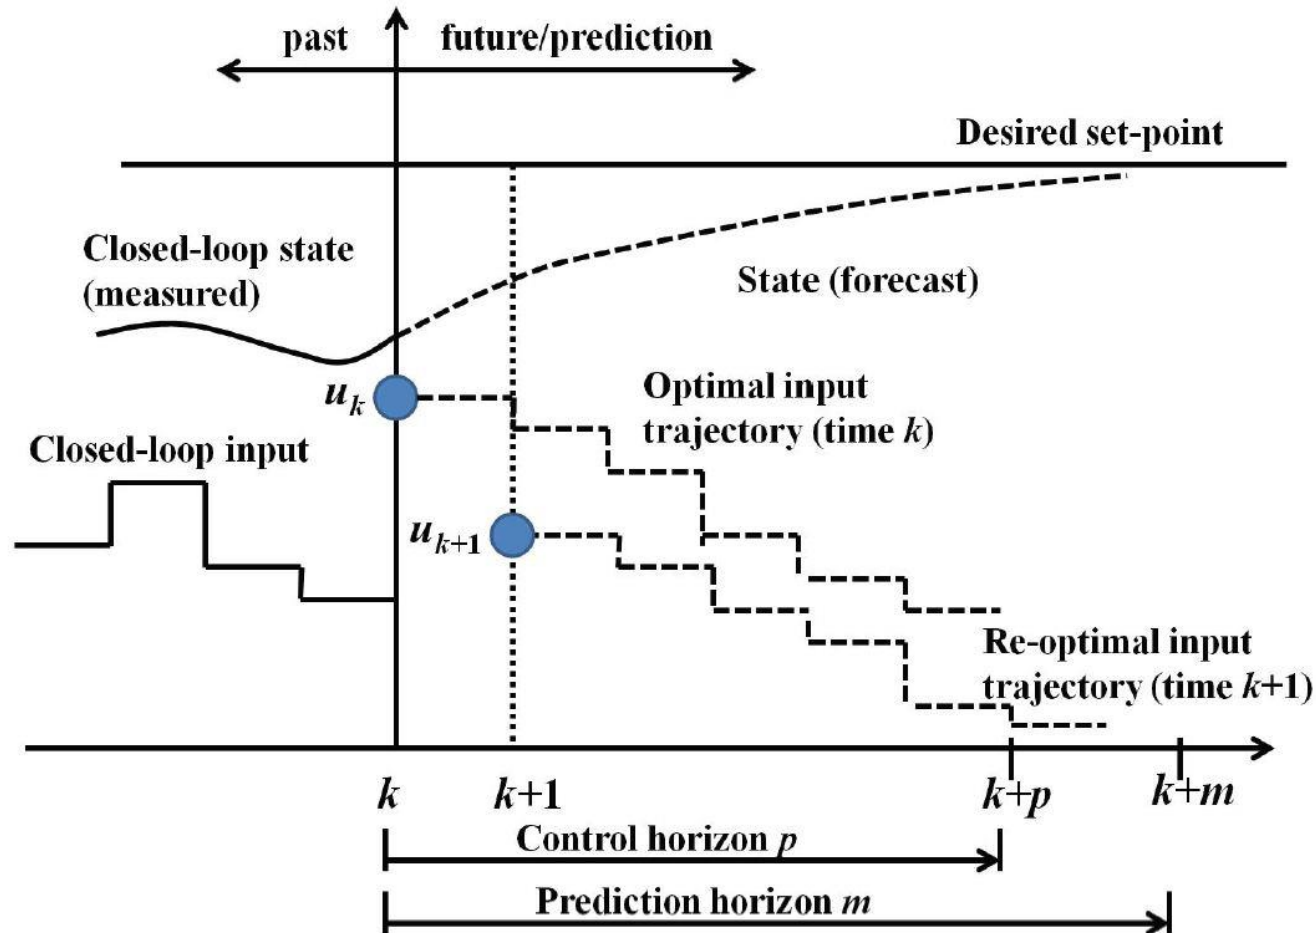 past
future/prediction
Desired set-point
Closed-loop state
(measured)
State (forecast)
u_k
Optimal input
trajectory (time k)
Closed-loop input
u_{k+1}
Re-optimal input
trajectory (time k+1)
k
k+1
k+p
k+m
Control horizon p
Prediction horizon m